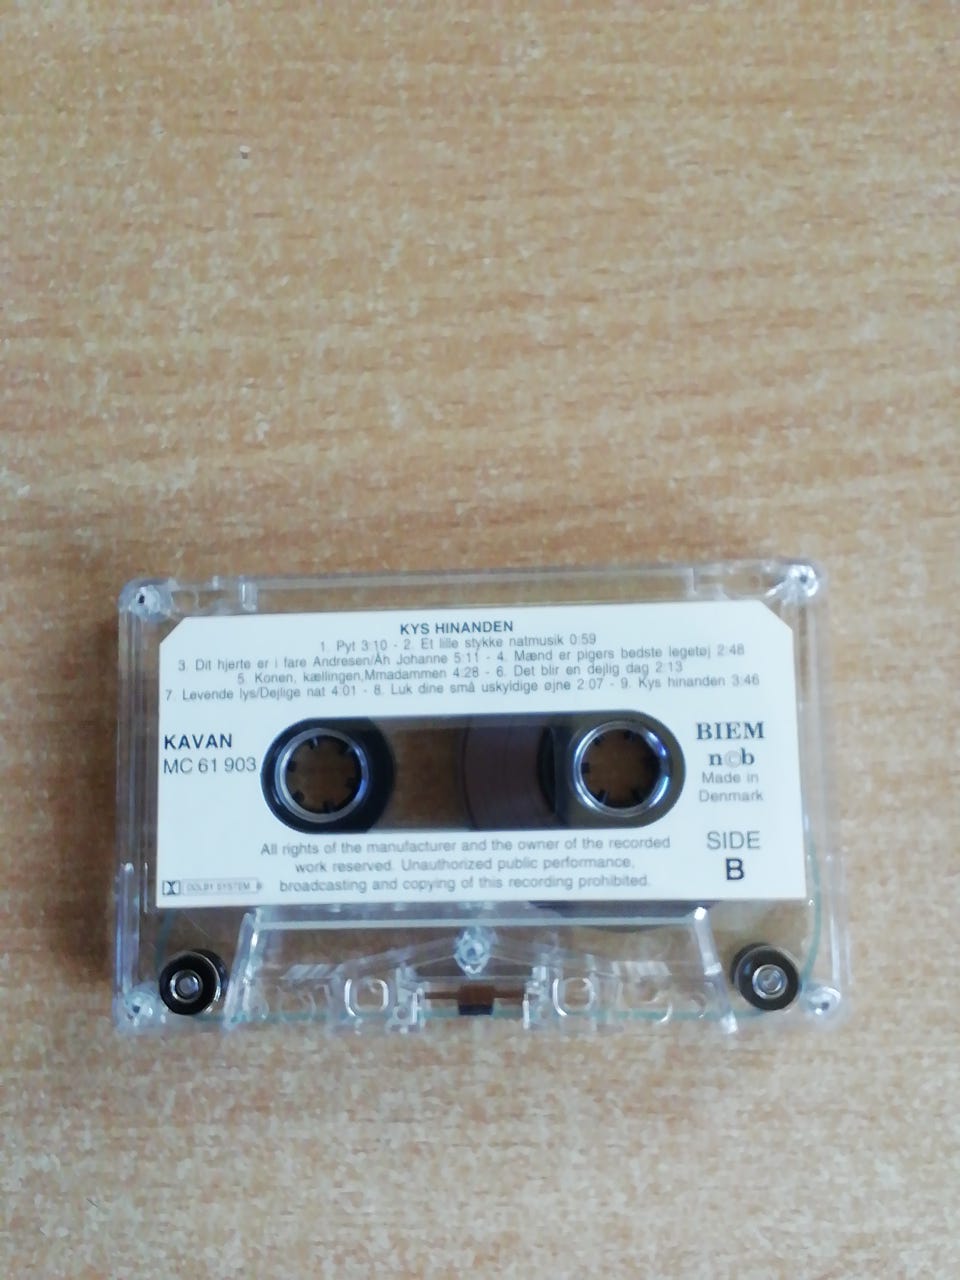 KYS HINANDEN
1. Pyt 3:10 - 2. Et lille stykke natmusik 0:59
3. Dit hjerte er i fare Andresen/Åh Johanne 5:11 - 4. Mænd er pigers bedste legetøj 2:48
5. Konen, kællingen,Mmadammen 4:28 - 6. Det blir en dejlig dag 2:13
7. Levende lys/Dejlige nat 4:01 - 8. Luk dine små uskyldige øjne 2:07 - 9. Kys hinanden 3:46
KAVAN
MC 61 903
BIEM
n©b
Made in
Denmark
SIDE
B
All rights of the manufacturer and the owner of the recorded
work reserved. Unauthorized public performance,
broadcasting and copying of this recording prohibited.
DOLBY SYSTEM